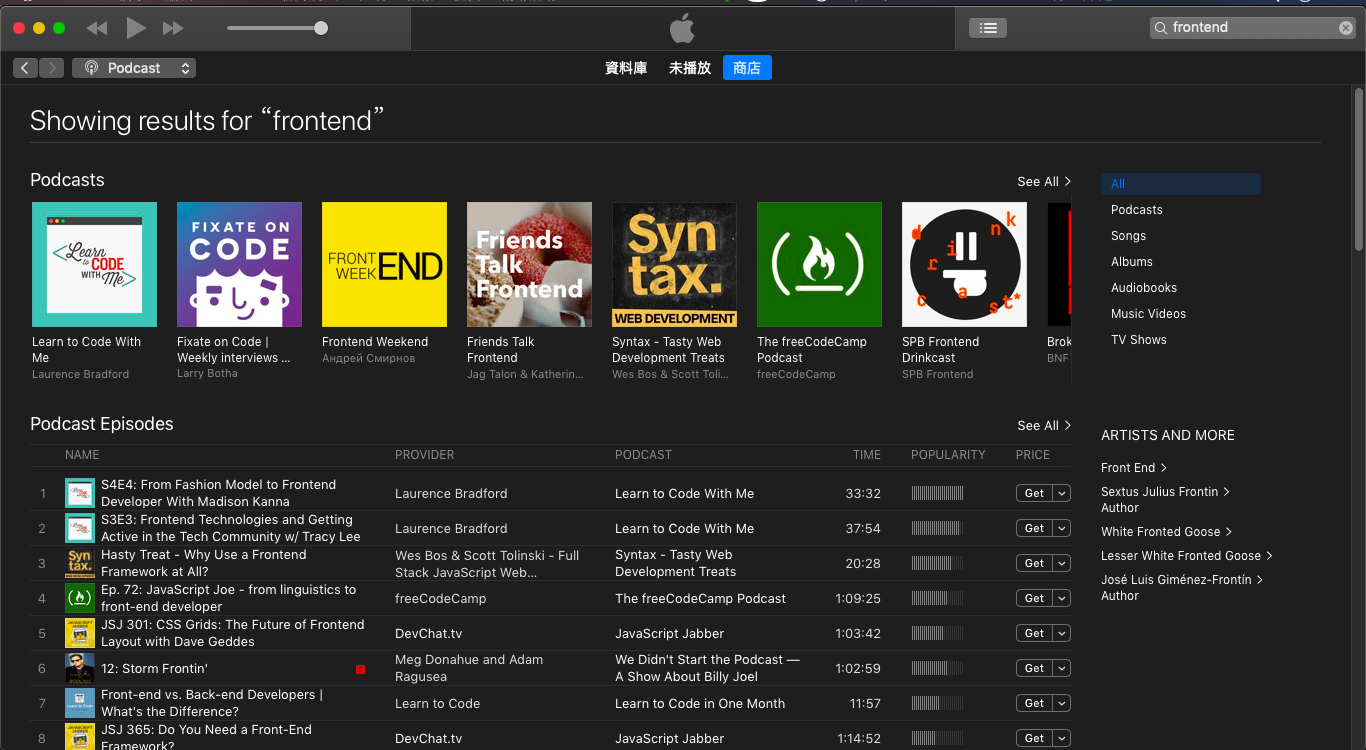 frontend
Podcast
資料庫 未播放 商店
Showing results for “frontend”
Podcasts
See All
Learn to CODE WITH Me
FIXATE ON CODE
FRONT WEEKEND
Friends Talk Frontend
Syntax. WEB DEVELOPMENT
drinkcast*
Learn to Code With Me
Laurence Bradford
Fixate on Code | Weekly interviews ...
Larry Botha
Frontend Weekend
Андрей Смирнов
Friends Talk Frontend
Jag Talon & Katherin...
Syntax - Tasty Web Development Treats
Wes Bos & Scott Toli...
The freeCodeCamp Podcast
freeCodeCamp
SPB Frontend Drinkcast
SPB Frontend
Brok
BNF
All
Podcasts
Songs
Albums
Audiobooks
Music Videos
TV Shows
Podcast Episodes
See All
NAME PROVIDER PODCAST TIME POPULARITY PRICE
1 S4E4: From Fashion Model to Frontend Developer With Madison Kanna Laurence Bradford Learn to Code With Me 33:32 Get
2 S3E3: Frontend Technologies and Getting Active in the Tech Community w/ Tracy Lee Laurence Bradford Learn to Code With Me 37:54 Get
3 Hasty Treat - Why Use a Frontend Framework at All? Wes Bos & Scott Tolinski - Full Stack JavaScript Web... Syntax - Tasty Web Development Treats 20:28 Get
4 Ep. 72: JavaScript Joe - from linguistics to front-end developer freeCodeCamp The freeCodeCamp Podcast 1:09:25 Get
5 JSJ 301: CSS Grids: The Future of Frontend Layout with Dave Geddes DevChat.tv JavaScript Jabber 1:03:42 Get
6 12: Storm Frontin' E Meg Donahue and Adam Ragusea We Didn't Start the Podcast — A Show About Billy Joel 1:02:59 Get
7 Front-end vs. Back-end Developers | What's the Difference? Learn to Code Learn to Code in One Month 11:57 Get
8 JSJ 365: Do You Need a Front-End Framework? DevChat.tv JavaScript Jabber 1:14:52 Get
ARTISTS AND MORE
Front End
Sextus Julius Frontin
Author
White Fronted Goose
Lesser White Fronted Goose
José Luis Giménez-Frontín
Author